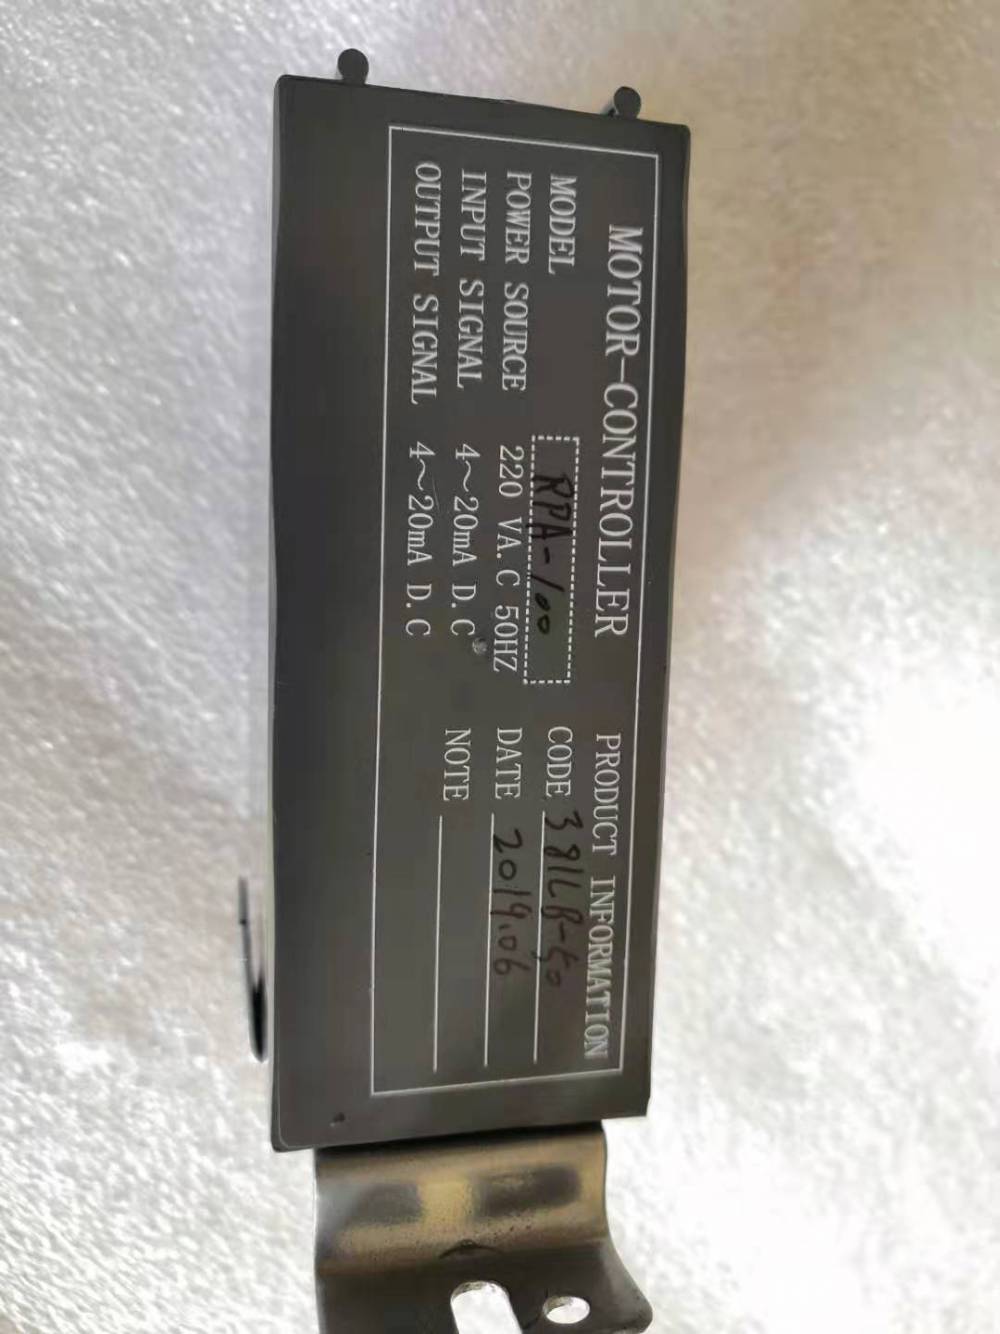 MOTOR-CONTROLLER
MODEL RPA-100
POWER SOURCE 220 VA.C 50HZ
INPUT SIGNAL 4～20mA D.C
OUTPUT SIGNAL 4～20mA D.C
PRODUCT INFORMATION
CODE 381LB-50
DATE 2019.06
NOTE